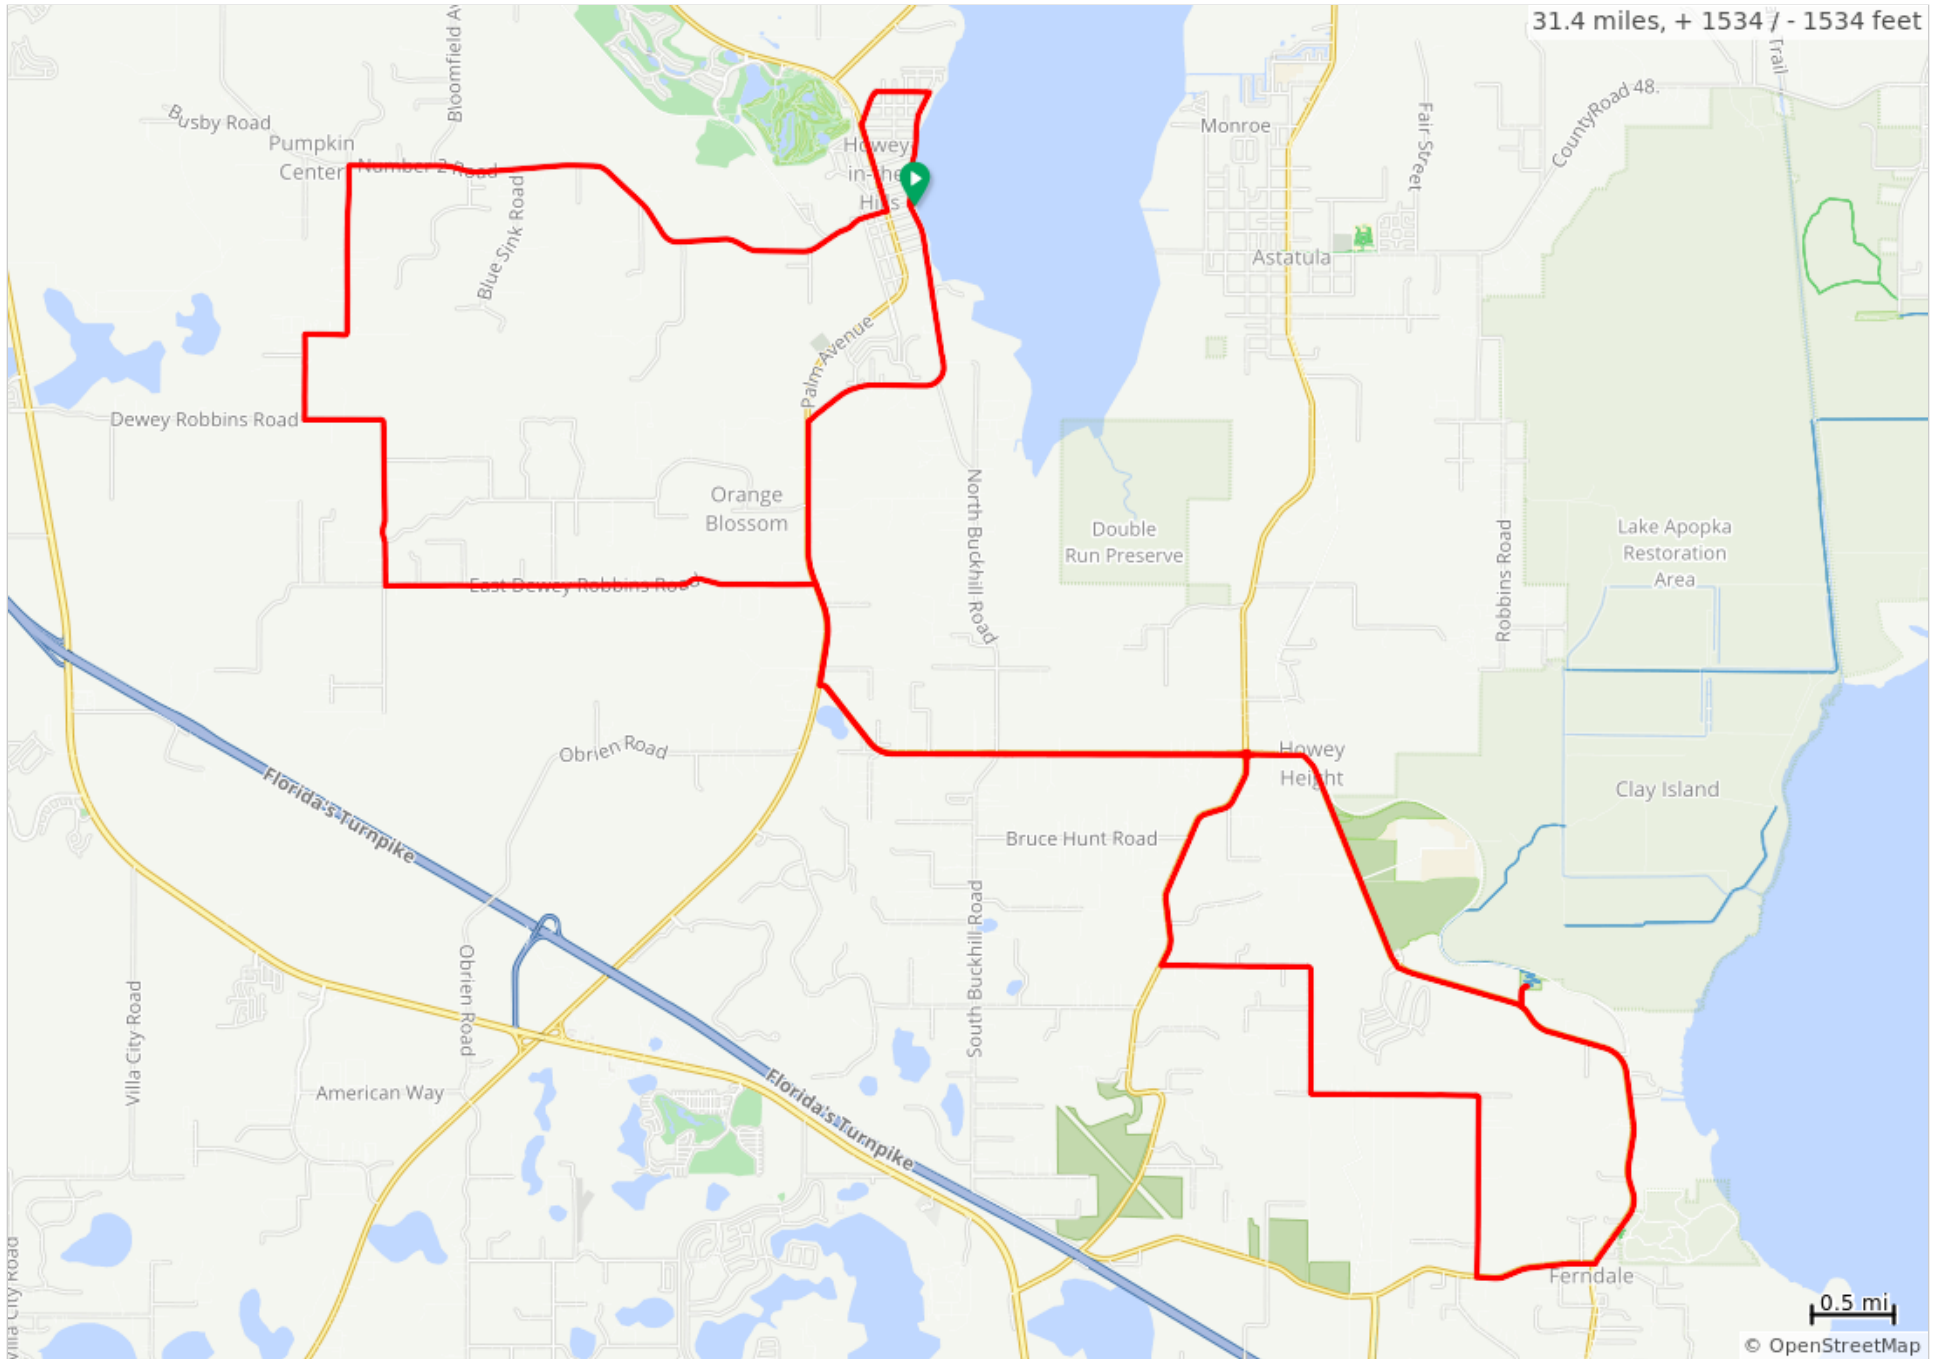 31.4 miles, + 1534 / - 1534 feet
Trail
Bloomfield Av
CountyRoad 48.
Busby Road
Fair Street
Monroe
Pumpkin
Center
Howey-
in-the
Hills
Number 2 Road
Blue Sink Road
Astatula
Palm Avenue
Dewey Robbins Road
Orange
Blossom
North Buckhill Road
Double
Run Preserve
Robbins Road
Lake Apopka
Restoration
Area
East Dewey Robbins Road
Obrien Road
Howey
Height
Florida's Turnpike
Clay Island
Bruce Hunt Road
South Buckhill Road
Obrien Road
Villa City Road
American Way
Florida's Turnpike
Villa City Road
Ferndale
0.5 mi
© OpenStreetMap